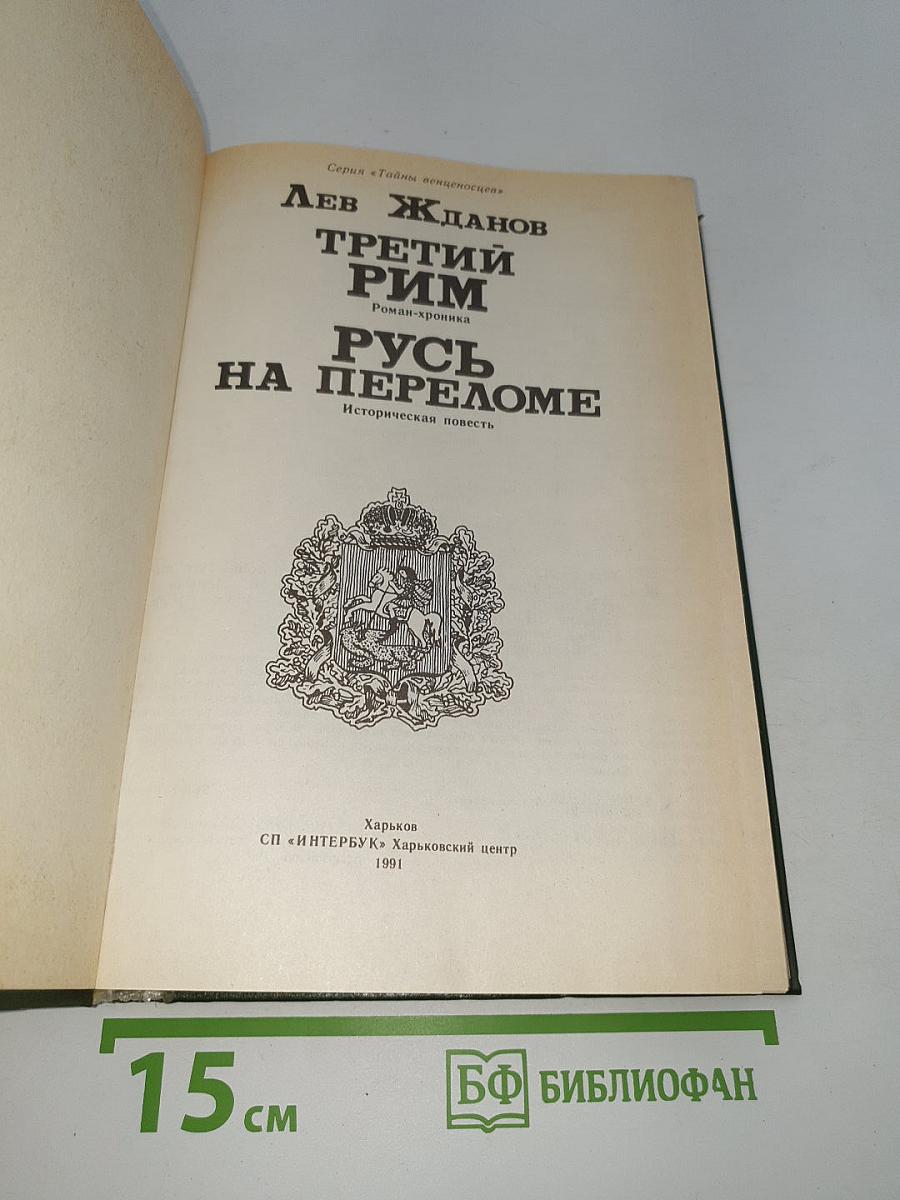 Серия «Тайны венценосцев»
Лев Жданов
ТРЕТИЙ
РИМ
Роман-хроника
РУСЬ
НА ПЕРЕЛОМЕ
Историческая повесть
Харьков
СП «ИНТЕРБУК» Харьковский центр
1991
15 см
БФ БИБЛИОФАН